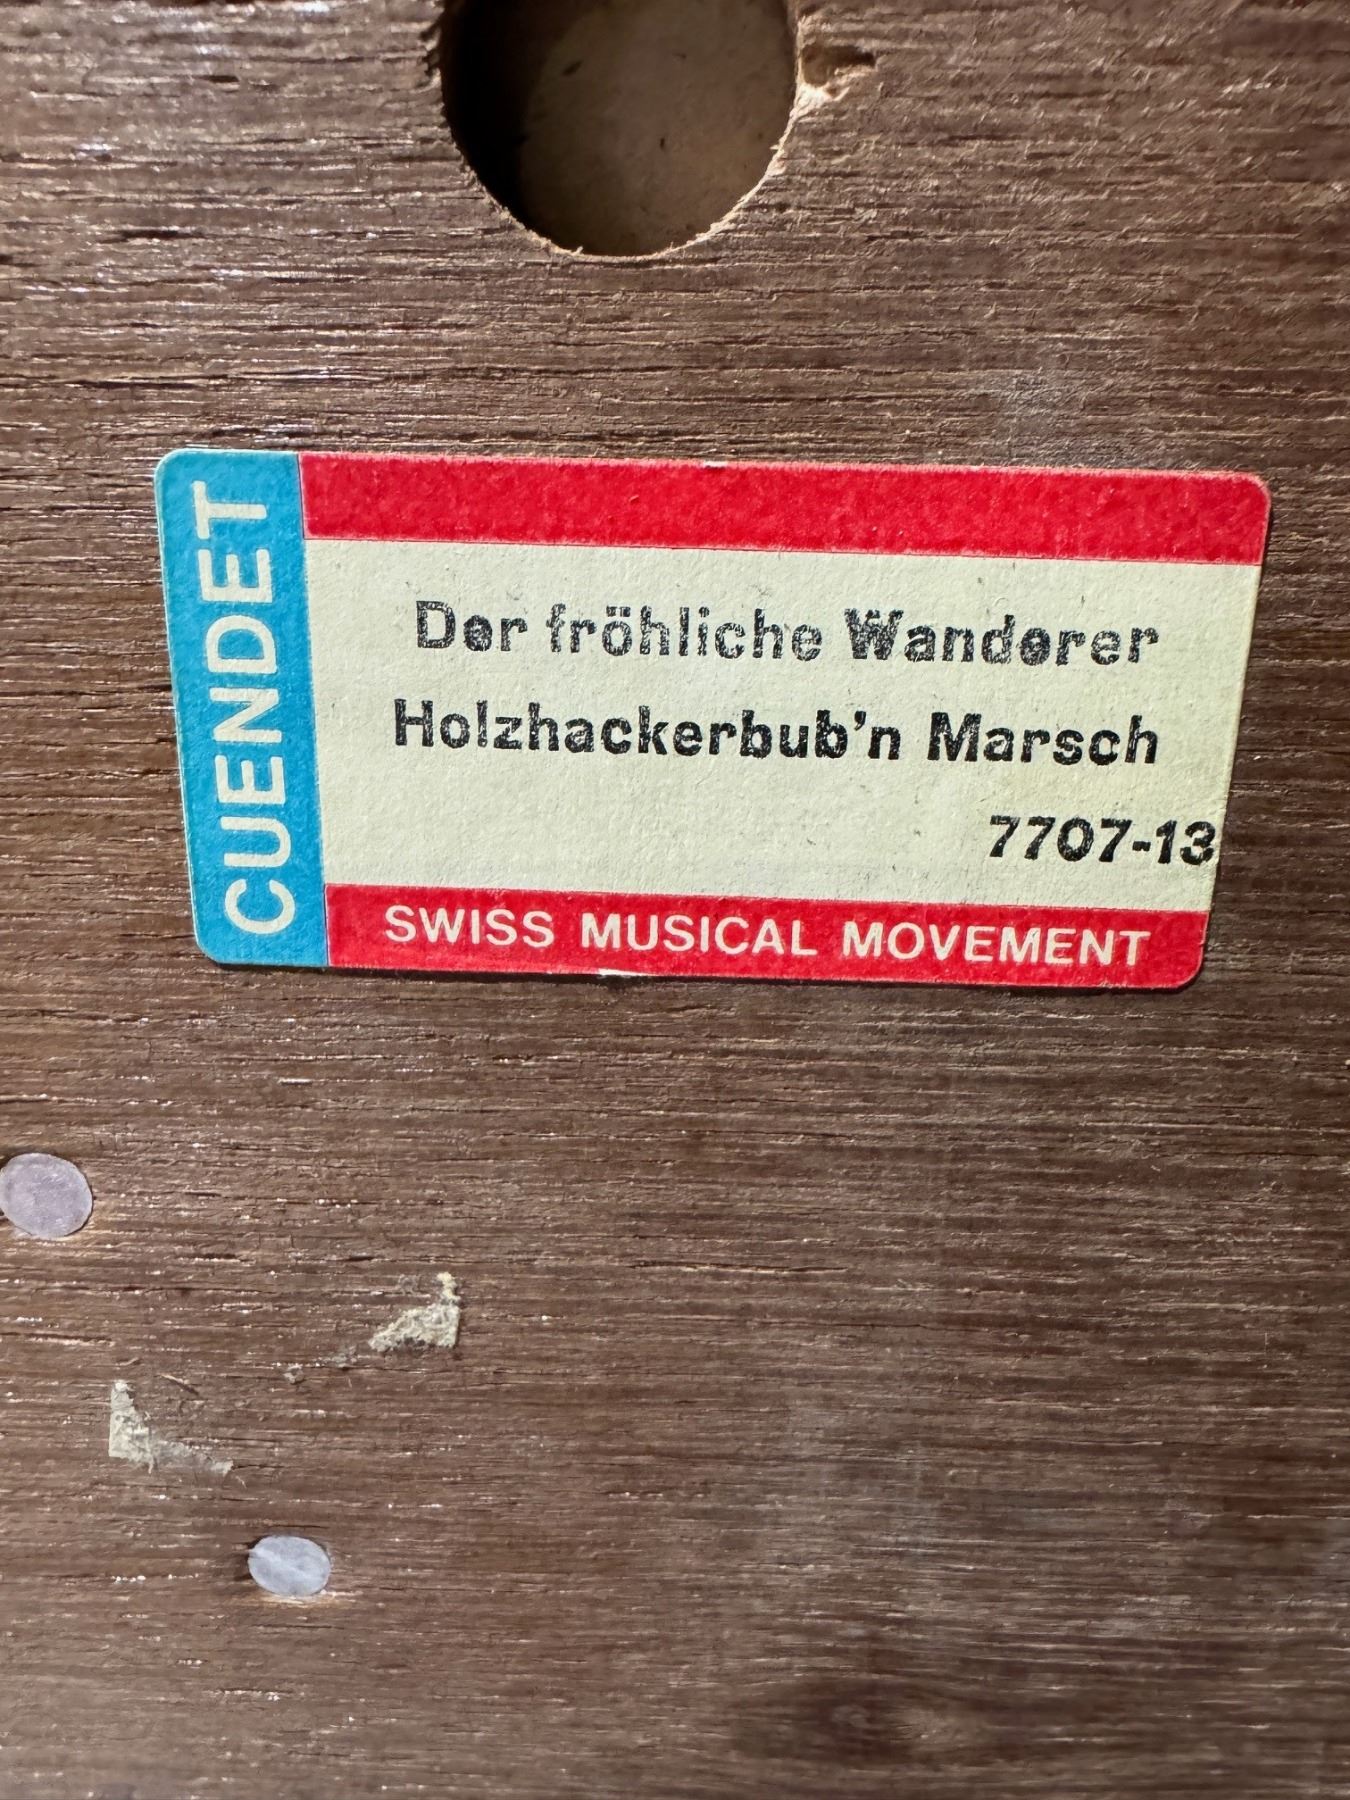 CUENDET
Der fröhliche Wanderer
Holzhackerbub'n Marsch
7707-13
SWISS MUSICAL MOVEMENT